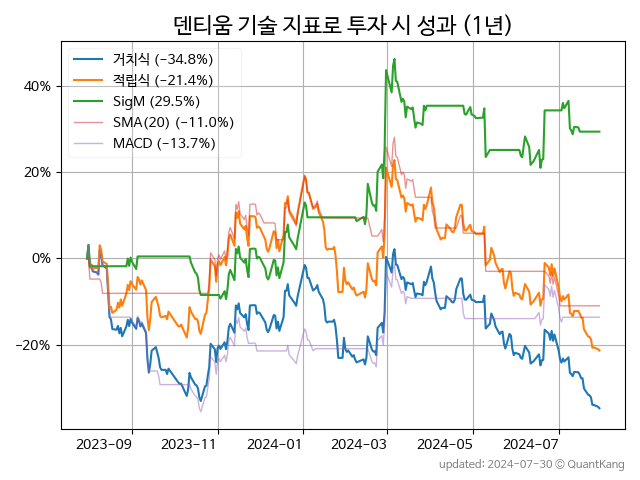 덴티움 기술 지표로 투자 시 성과 (1년)
거치식 (−34.8%)
적립식 (−21.4%)
SigM (29.5%)
SMA(20) (−11.0%)
MACD (−13.7%)
40%
20%
0%
−20%
2023-09 2023-11 2024-01 2024-03 2024-05 2024-07
updated: 2024-07-30 © QuantKang